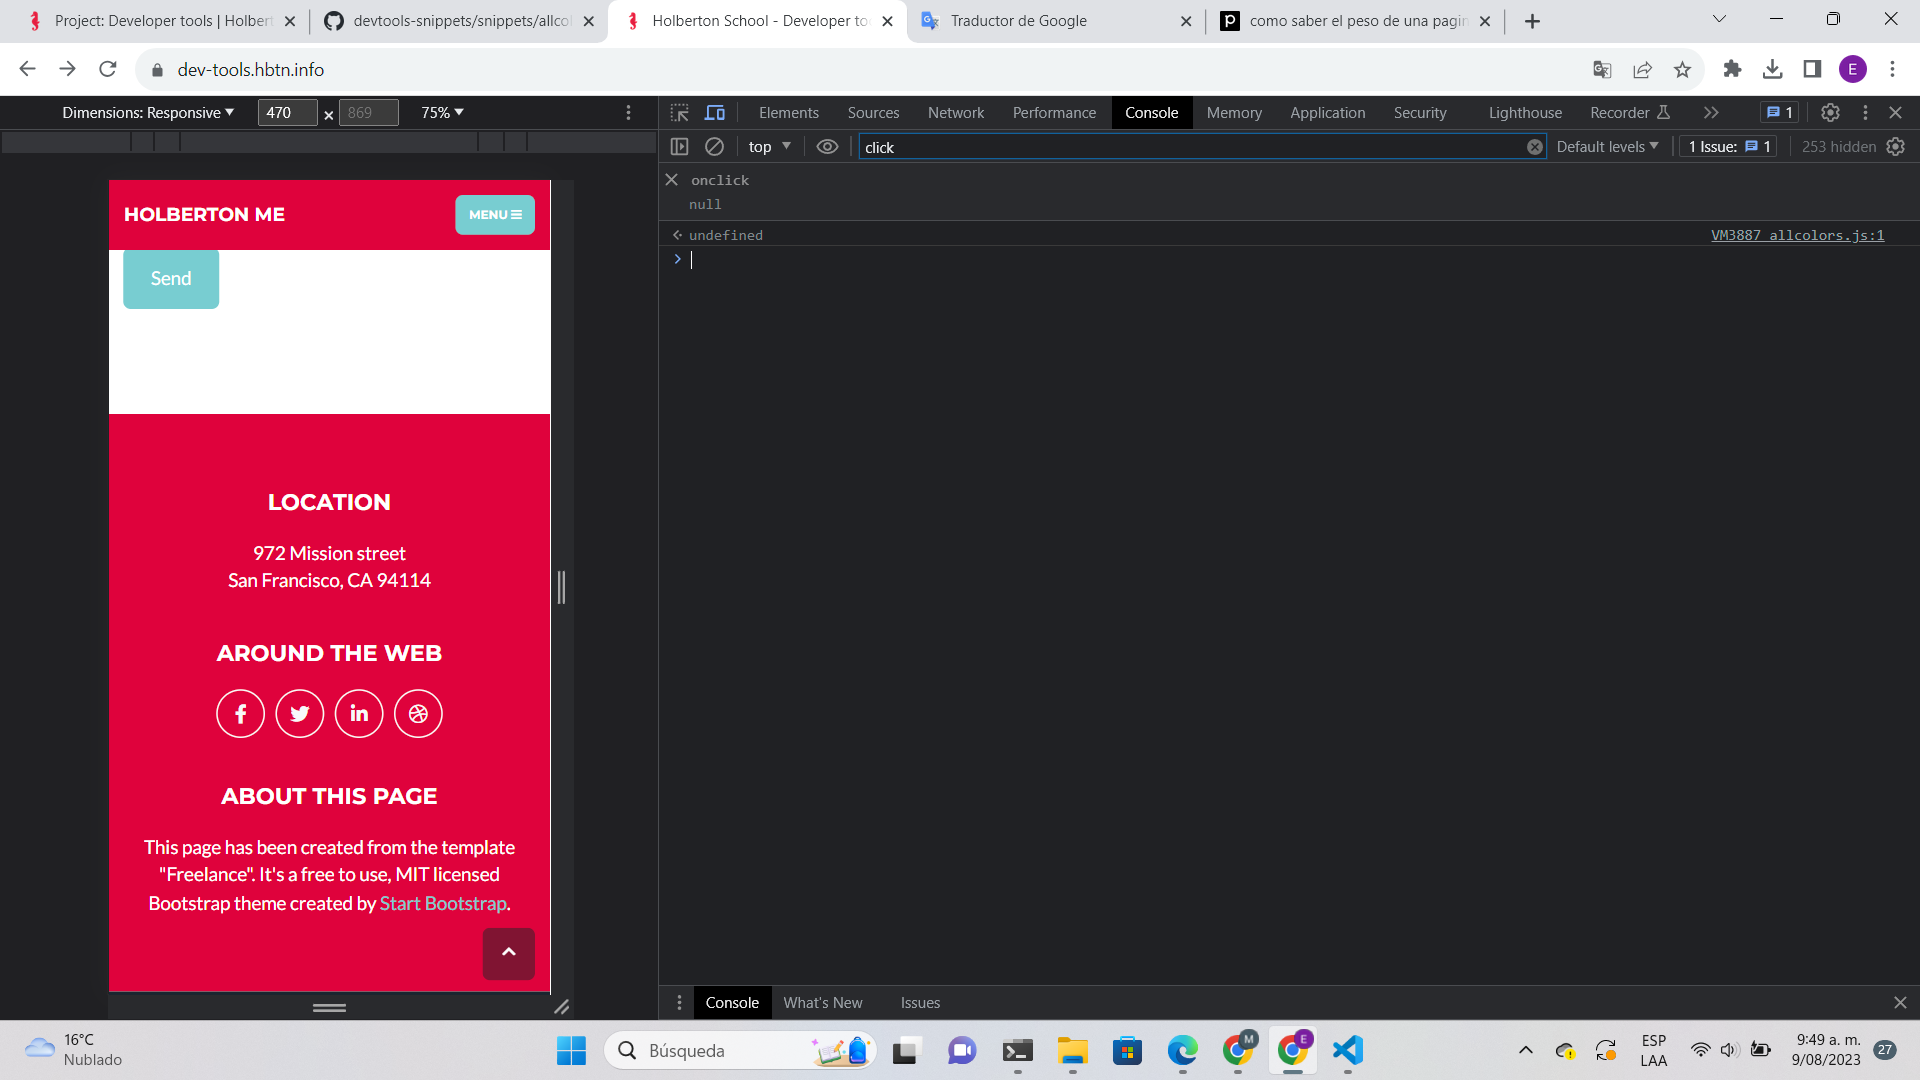 Project: Developer tools | Holbert
devtools-snippets/snippets/allcol
Holberton School - Developer to
Traductor de Google
como saber el peso de una pagin
dev-tools.hbtn.info
E
Dimensions: Responsive
470 × 869
75%
Elements
Sources
Network
Performance
Console
Memory
Application
Security
Lighthouse
Recorder
1
top
click
Default levels
1 Issue: 1
253 hidden
onclick
null
undefined
VM3887 allcolors.js:1
HOLBERTON ME
MENU
Send
LOCATION
972 Mission street
San Francisco, CA 94114
AROUND THE WEB
ABOUT THIS PAGE
This page has been created from the template
"Freelance". It's a free to use, MIT licensed
Bootstrap theme created by Start Bootstrap.
Console
What's New
Issues
16°C
Nublado
Búsqueda
M
E
ESP
LAA
9:49 a. m.
9/08/2023
27